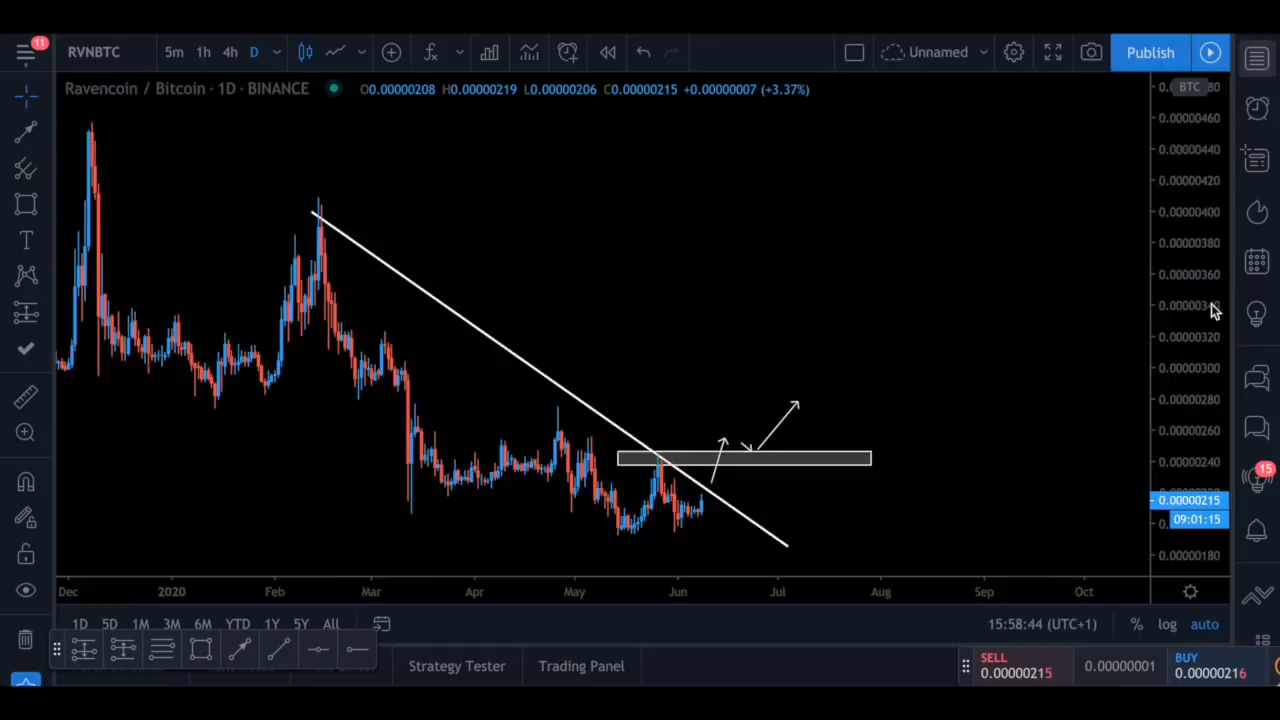 11
RVNBTC
5m 1h 4h D
Unnamed
Publish
Ravencoin / Bitcoin · 1D · BINANCE
O0.00000208 H0.00000219 L0.00000206 C0.00000215 +0.00000007 (+3.37%)
BTC
0.00000460
0.00000440
0.00000420
0.00000400
0.00000380
0.00000360
0.00000320
0.00000300
0.00000280
0.00000260
0.00000240
0.00000215
09:01:15
0.00000180
15
Dec 2020 Feb Mar Apr May Jun Jul Aug Sep Oct
1D 5D 1M 3M 6M YTD 1Y 5Y All
15:58:44 (UTC+1) % log auto
Strategy Tester Trading Panel
SELL
0.00000215
0.00000001
BUY
0.00000216